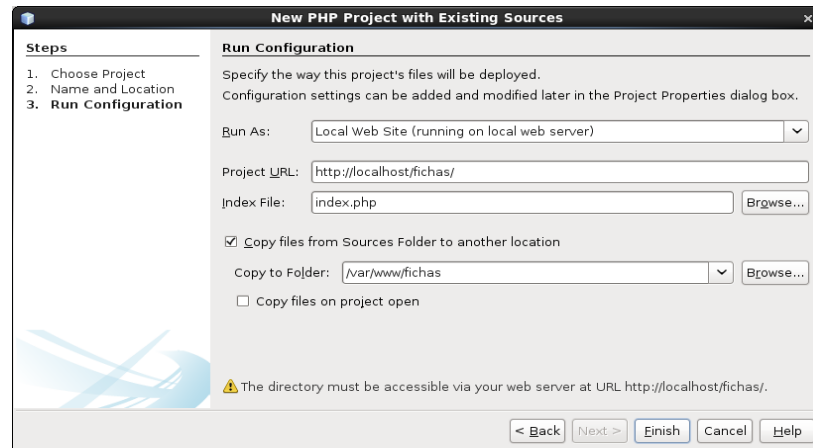 New PHP Project with Existing Sources
Steps
1. Choose Project
2. Name and Location
3. Run Configuration
Run Configuration
Specify the way this project's files will be deployed.
Configuration settings can be added and modified later in the Project Properties dialog box.
Run As: Local Web Site (running on local web server)
Project URL: http://localhost/fichas/
Index File: index.php Browse...
Copy files from Sources Folder to another location
Copy to Folder: /var/www/fichas Browse...
Copy files on project open
The directory must be accessible via your web server at URL http://localhost/fichas/.
< Back Next > Finish Cancel Help